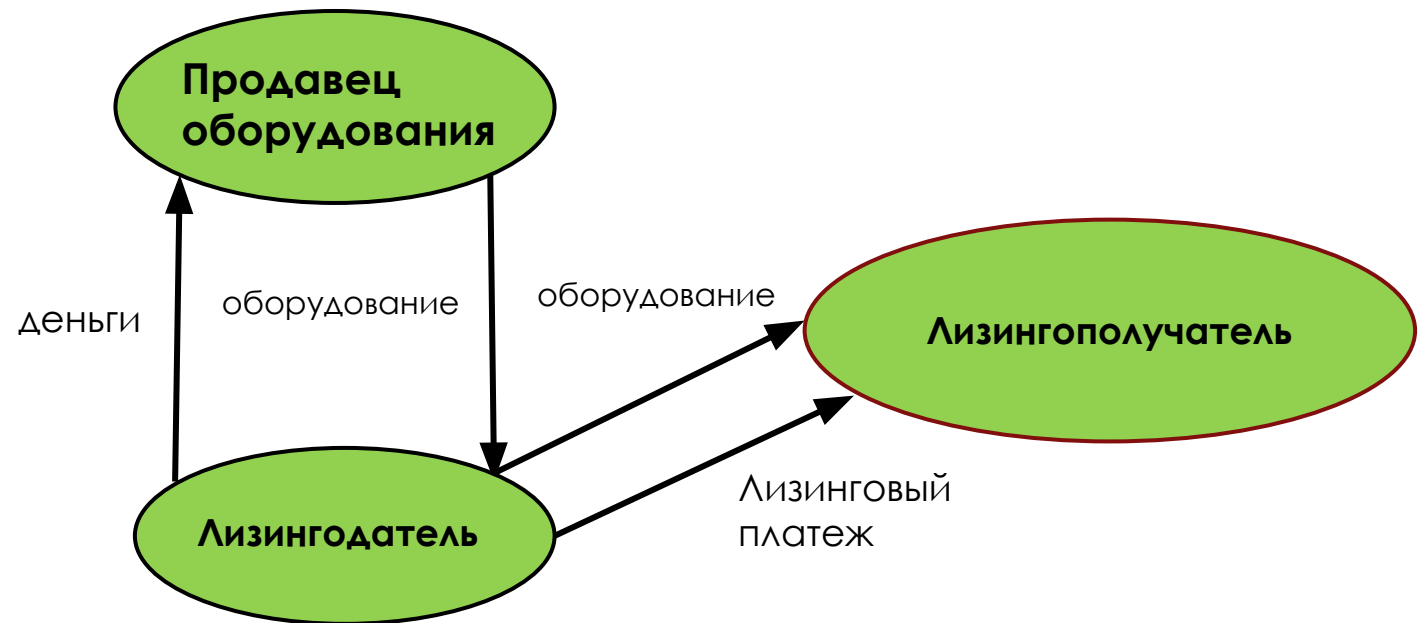 Продавец
оборудования
деньги
оборудование
оборудование
Лизингополучатель
Лизингодатель
Лизинговый
платеж